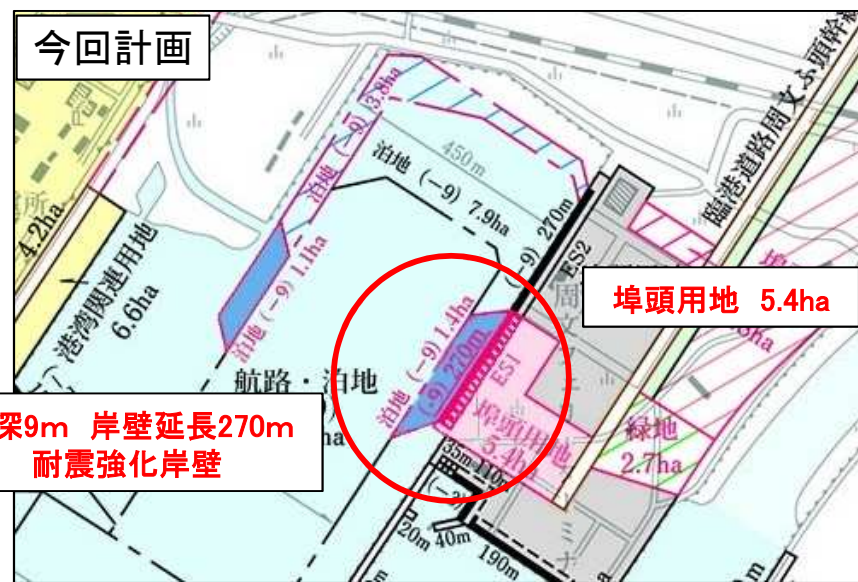 今回計画
臨港道路周文ふ頭幹線
泊地 (-9) 3.8ha
450m
泊地 (-9) 7.9ha
(-9) 270m
ES2
4.2ha
港湾関連用地
6.6ha
泊地 (-9) 1.1ha
埠頭用地 5.4ha
泊地 (-9) 1.4ha
(-9) 270m
ES1
航路・泊地
深9m 岸壁延長270m
耐震強化岸壁
ha
埠頭用地
5.4ha
緑地
2.7ha
35m
110m
20m
40m
190m